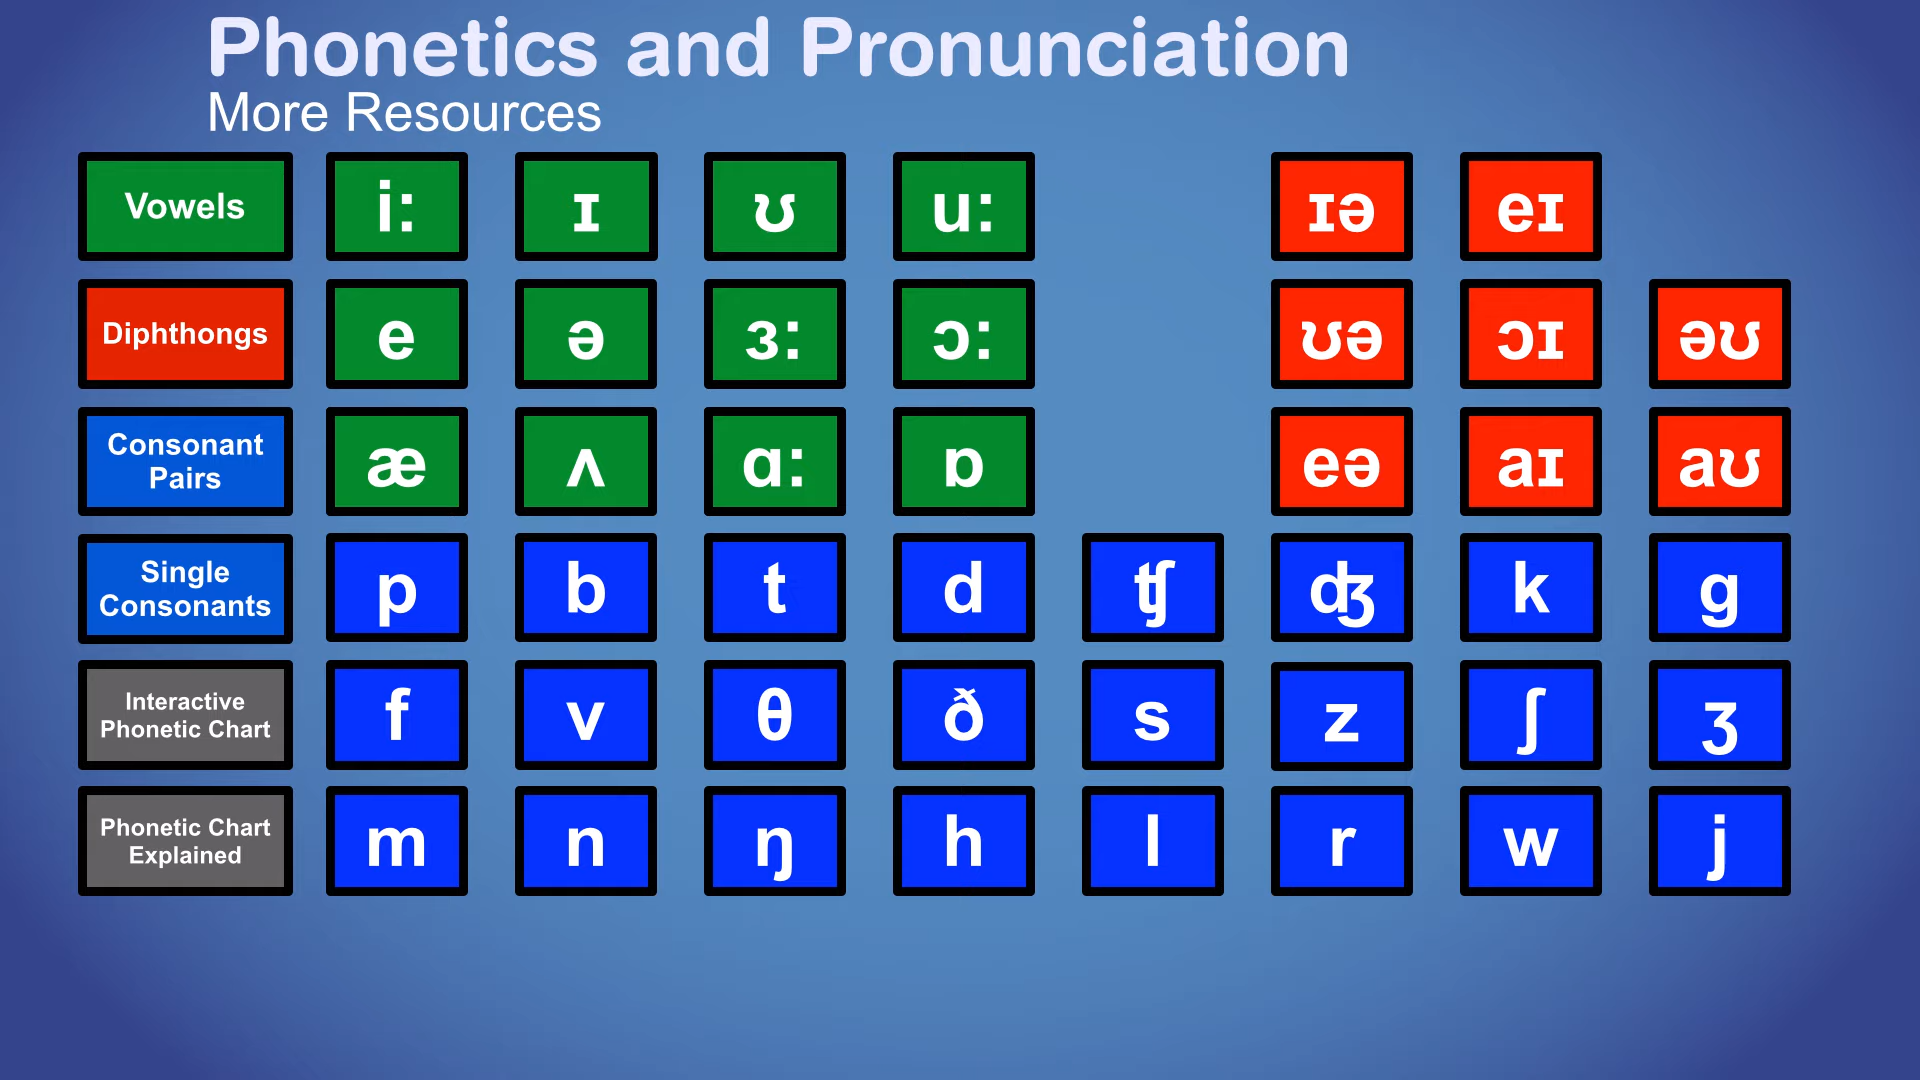 Phonetics and Pronunciation
More Resources
Vowels i: ɪ ʊ u: ɪə eɪ
Diphthongs e ə ɜ: ɔ: ʊə ɔɪ əʊ
Consonant
Pairs
æ ʌ ɑ: ɒ eə aɪ aʊ
Single
Consonants
p b t d ʧ ʤ k g
Interactive
Phonetic Chart
f v θ ð s z ʃ ʒ
Phonetic Chart
Explained
m n ŋ h l r w j